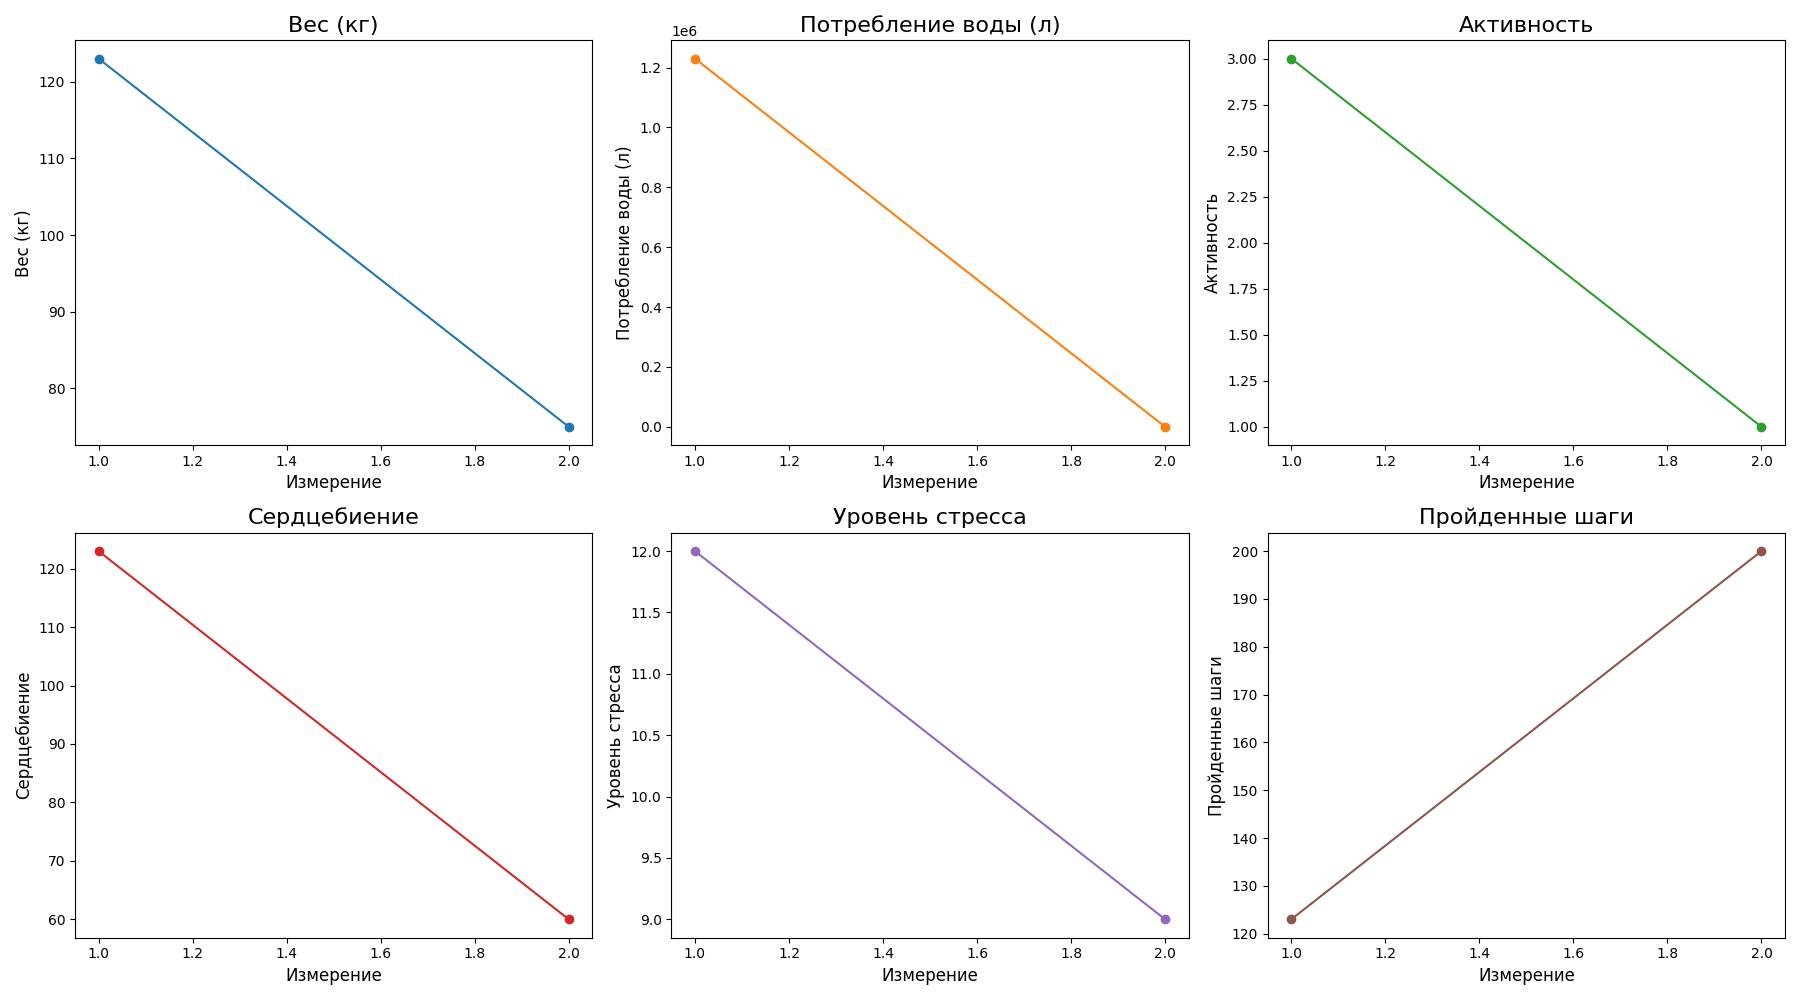 Вес (кг)
Вес (кг)
120
110
100
90
80
1.0 1.2 1.4 1.6 1.8 2.0
Измерение
Потребление воды (л)
1e6
Потребление воды (л)
1.2
1.0
0.8
0.6
0.4
0.2
0.0
1.0 1.2 1.4 1.6 1.8 2.0
Измерение
Активность
Активность
3.00
2.75
2.50
2.25
2.00
1.75
1.50
1.25
1.00
1.0 1.2 1.4 1.6 1.8 2.0
Измерение
Сердцебиение
Сердцебиение
120
110
100
90
80
70
60
1.0 1.2 1.4 1.6 1.8 2.0
Измерение
Уровень стресса
Уровень стресса
12.0
11.5
11.0
10.5
10.0
9.5
9.0
1.0 1.2 1.4 1.6 1.8 2.0
Измерение
Пройденные шаги
Пройденные шаги
200
190
180
170
160
150
140
130
120
1.0 1.2 1.4 1.6 1.8 2.0
Измерение